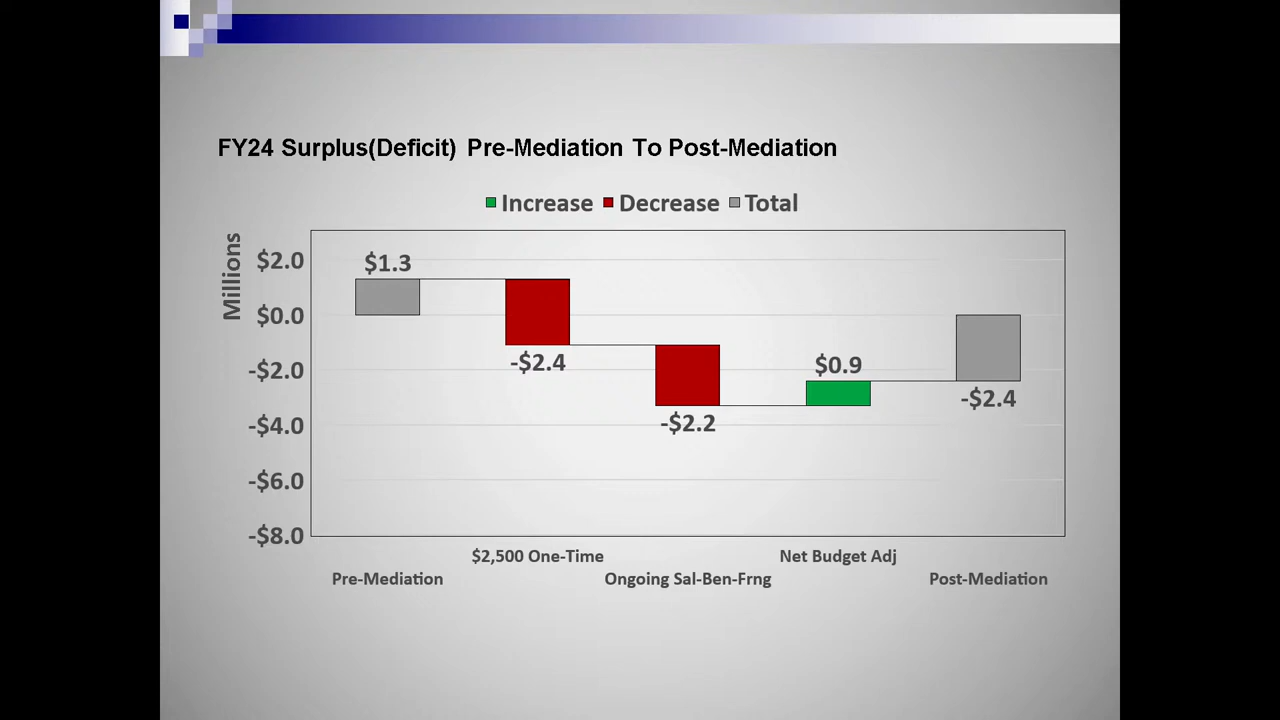 FY24 Surplus(Deficit) Pre-Mediation To Post-Mediation
Increase Decrease Total
Millions
$2.0
$0.0
-$2.0
-$4.0
-$6.0
-$8.0
$1.3
-$2.4
-$2.2
$0.9
-$2.4
$2,500 One-Time Net Budget Adj
Pre-Mediation Ongoing Sal-Ben-Frng Post-Mediation